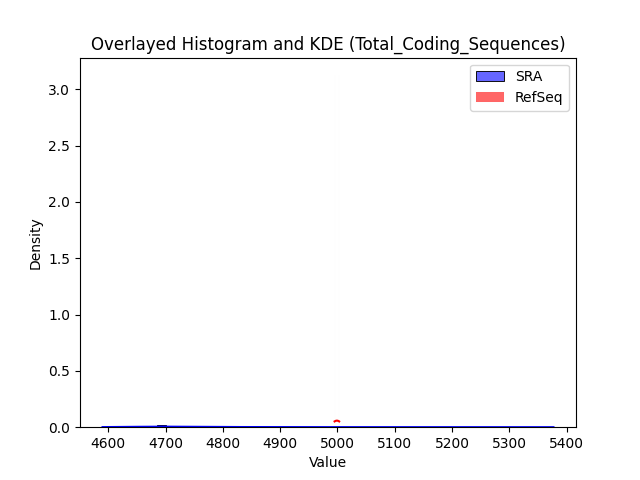 Overlayed Histogram and KDE (Total_Coding_Sequences)
SRA
RefSeq
3.0
2.5
2.0
1.5
1.0
0.5
0.0
Density
4600 4700 4800 4900 5000 5100 5200 5300 5400
Value